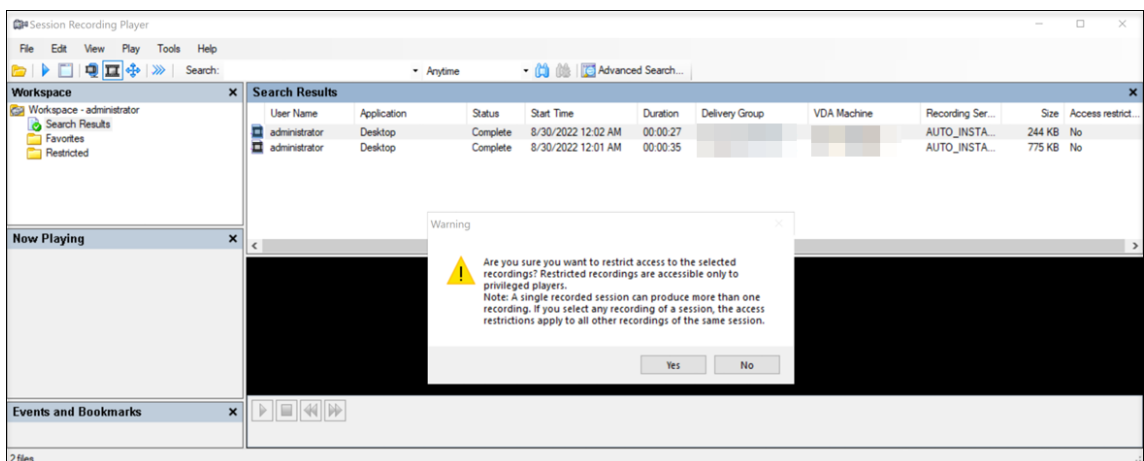 Session Recording Player
File Edit View Play Tools Help
Search: Anytime Advanced Search...
Workspace
Workspace - administrator
Search Results
Favorites
Restricted
Search Results
User Name Application Status Start Time Duration Delivery Group VDA Machine Recording Ser... Size Access restrict...
administrator Desktop Complete 8/30/2022 12:02 AM 00:00:27 AUTO_INSTA... 244 KB No
administrator Desktop Complete 8/30/2022 12:01 AM 00:00:35 AUTO_INSTA... 775 KB No
Now Playing
Warning
Are you sure you want to restrict access to the selected
recordings? Restricted recordings are accessible only to
privileged players.
Note: A single recorded session can produce more than one
recording. If you select any recording of a session, the access
restrictions apply to all other recordings of the same session.
Yes No
Events and Bookmarks
2 files